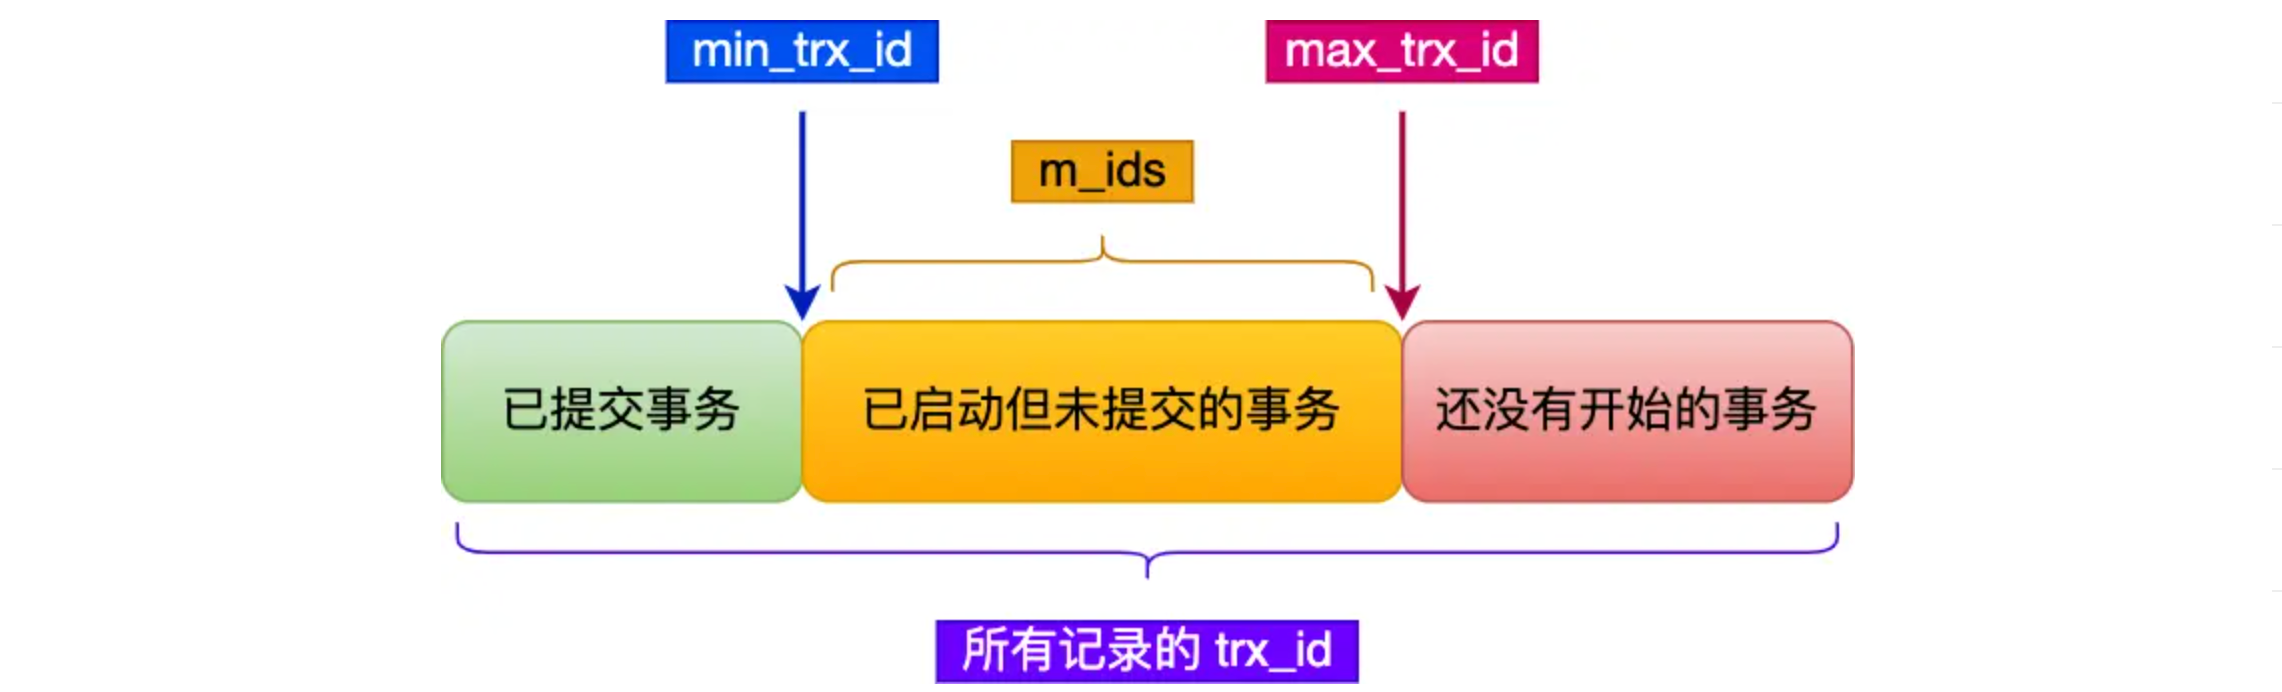 min_trx_id
max_trx_id
m_ids
已提交事务
已启动但未提交的事务
还没有开始的事务
所有记录的 trx_id